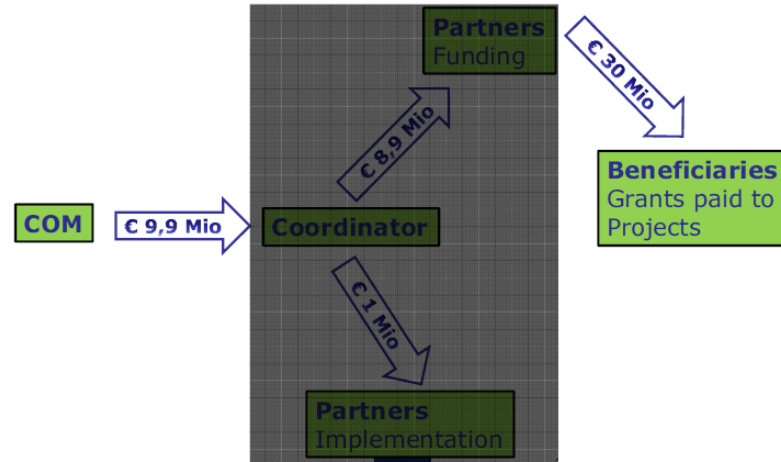 Partners
Funding
€ 30 Mio
€ 8,9 Mio
Beneficiaries
Grants paid to
Projects
COM
€ 9,9 Mio
Coordinator
€ 1 Mio
Partners
Implementation